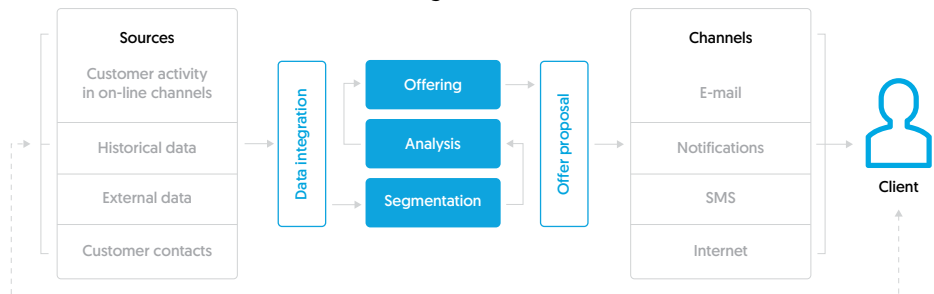 Sources
Customer activity
in on-line channels
Historical data
External data
Customer contacts
Data integration
Offering
Analysis
Segmentation
Offer proposal
Channels
E-mail
Notifications
SMS
Internet
Client